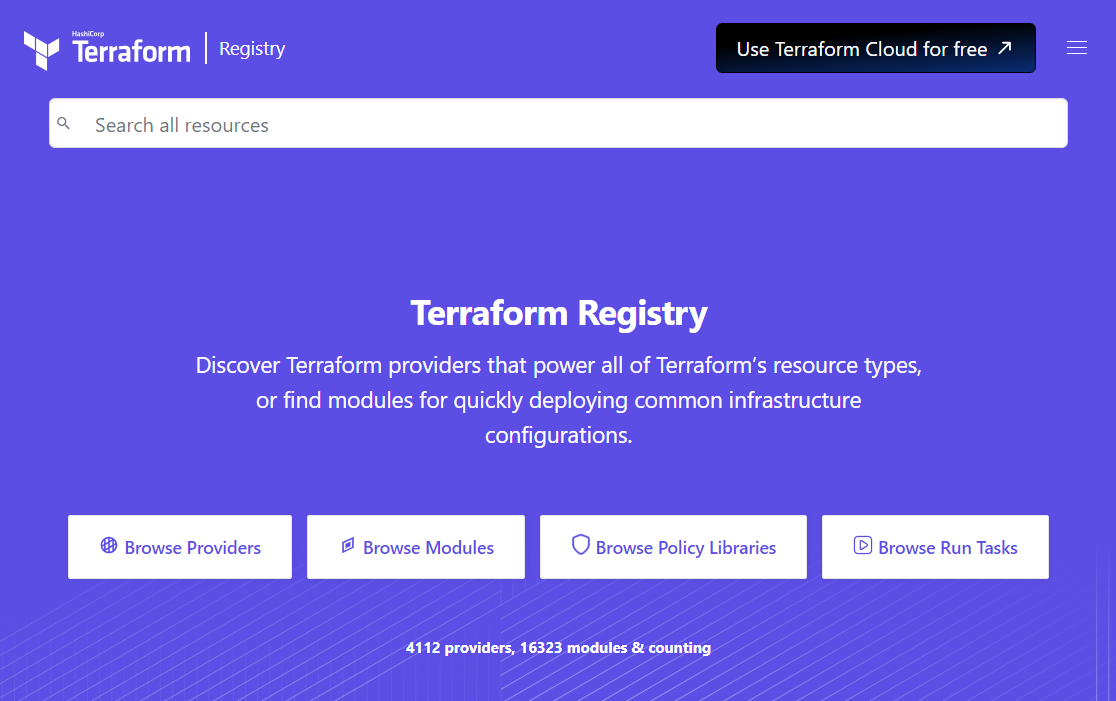 HashiCorp
Terraform
Registry
Use Terraform Cloud for free
Search all resources
Terraform Registry
Discover Terraform providers that power all of Terraform’s resource types,
or find modules for quickly deploying common infrastructure
configurations.
Browse Providers
Browse Modules
Browse Policy Libraries
Browse Run Tasks
4112 providers, 16323 modules & counting